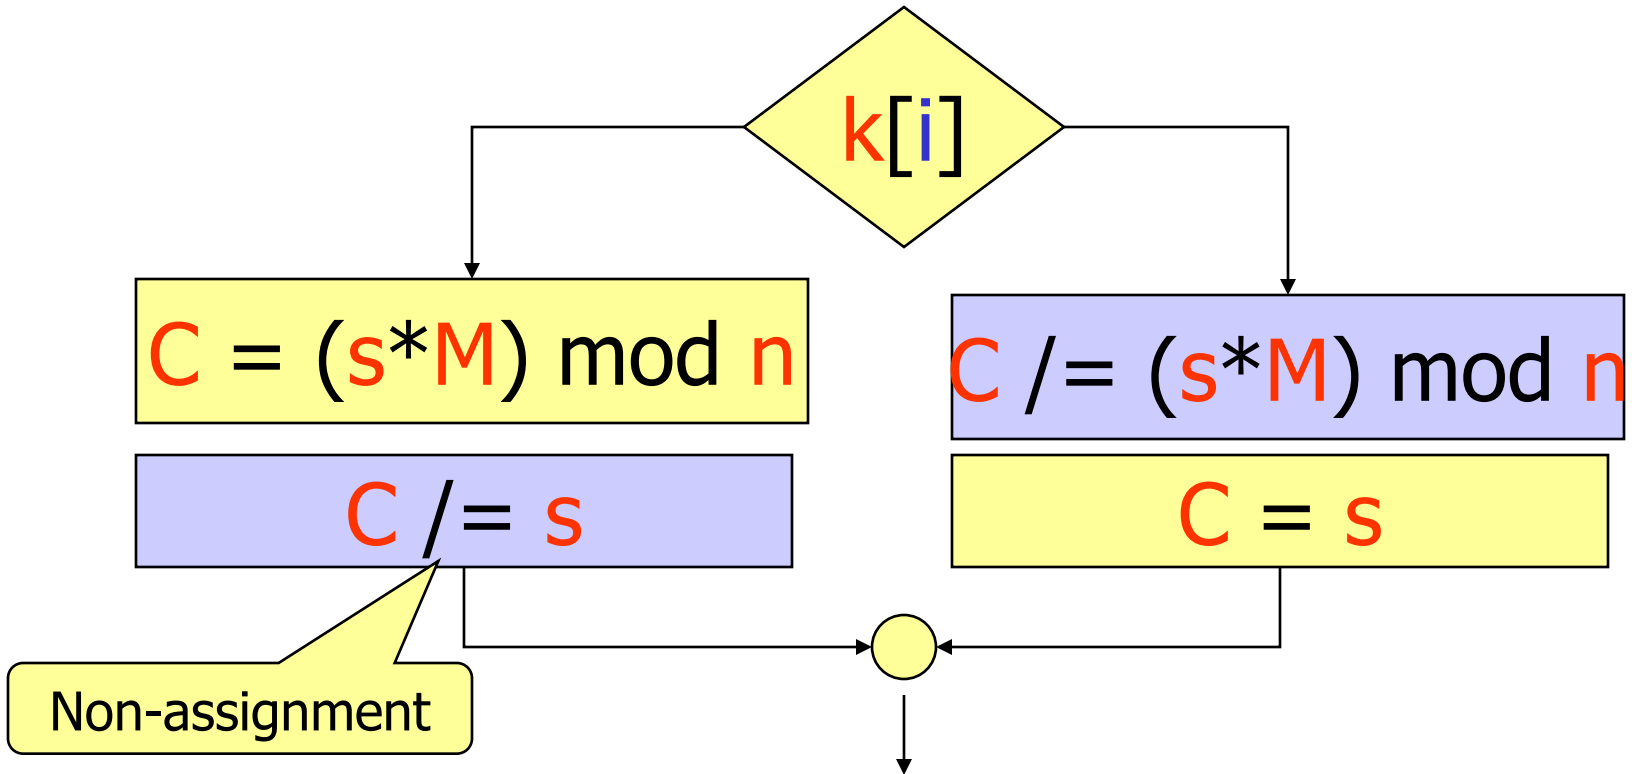 k[i]
C = (s*M) mod n
C /= (s*M) mod n
C /= s
C = s
Non-assignment